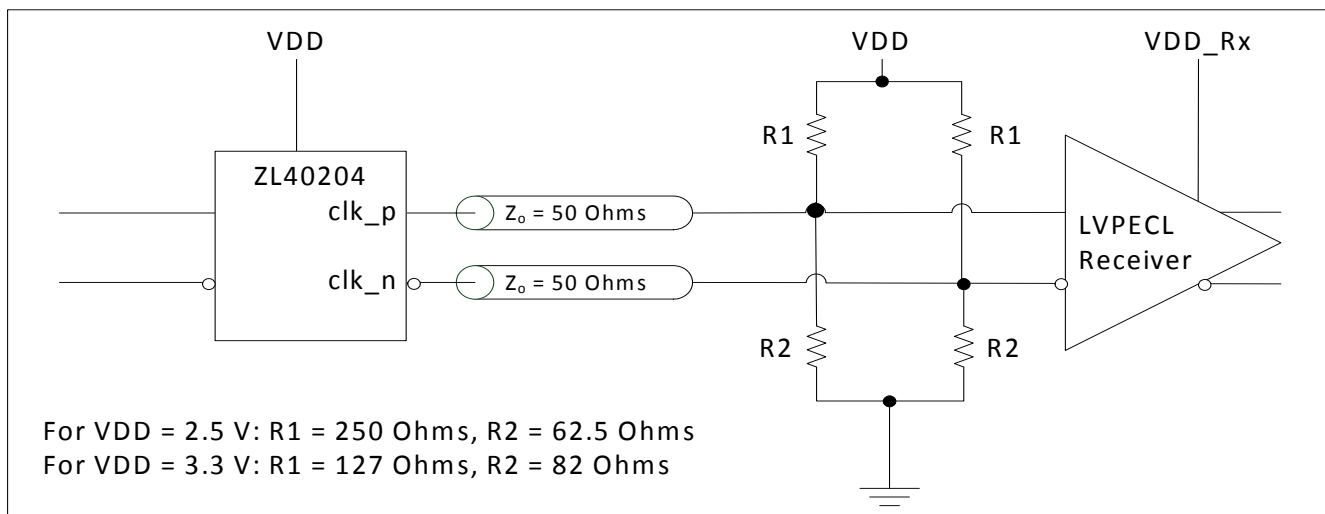 VDD
VDD
VDD_Rx
ZL40204
R1
R1
clk_p
Zo = 50 Ohms
LVPECL
Receiver
clk_n
Zo = 50 Ohms
R2
R2
For VDD = 2.5 V: R1 = 250 Ohms, R2 = 62.5 Ohms
For VDD = 3.3 V: R1 = 127 Ohms, R2 = 82 Ohms